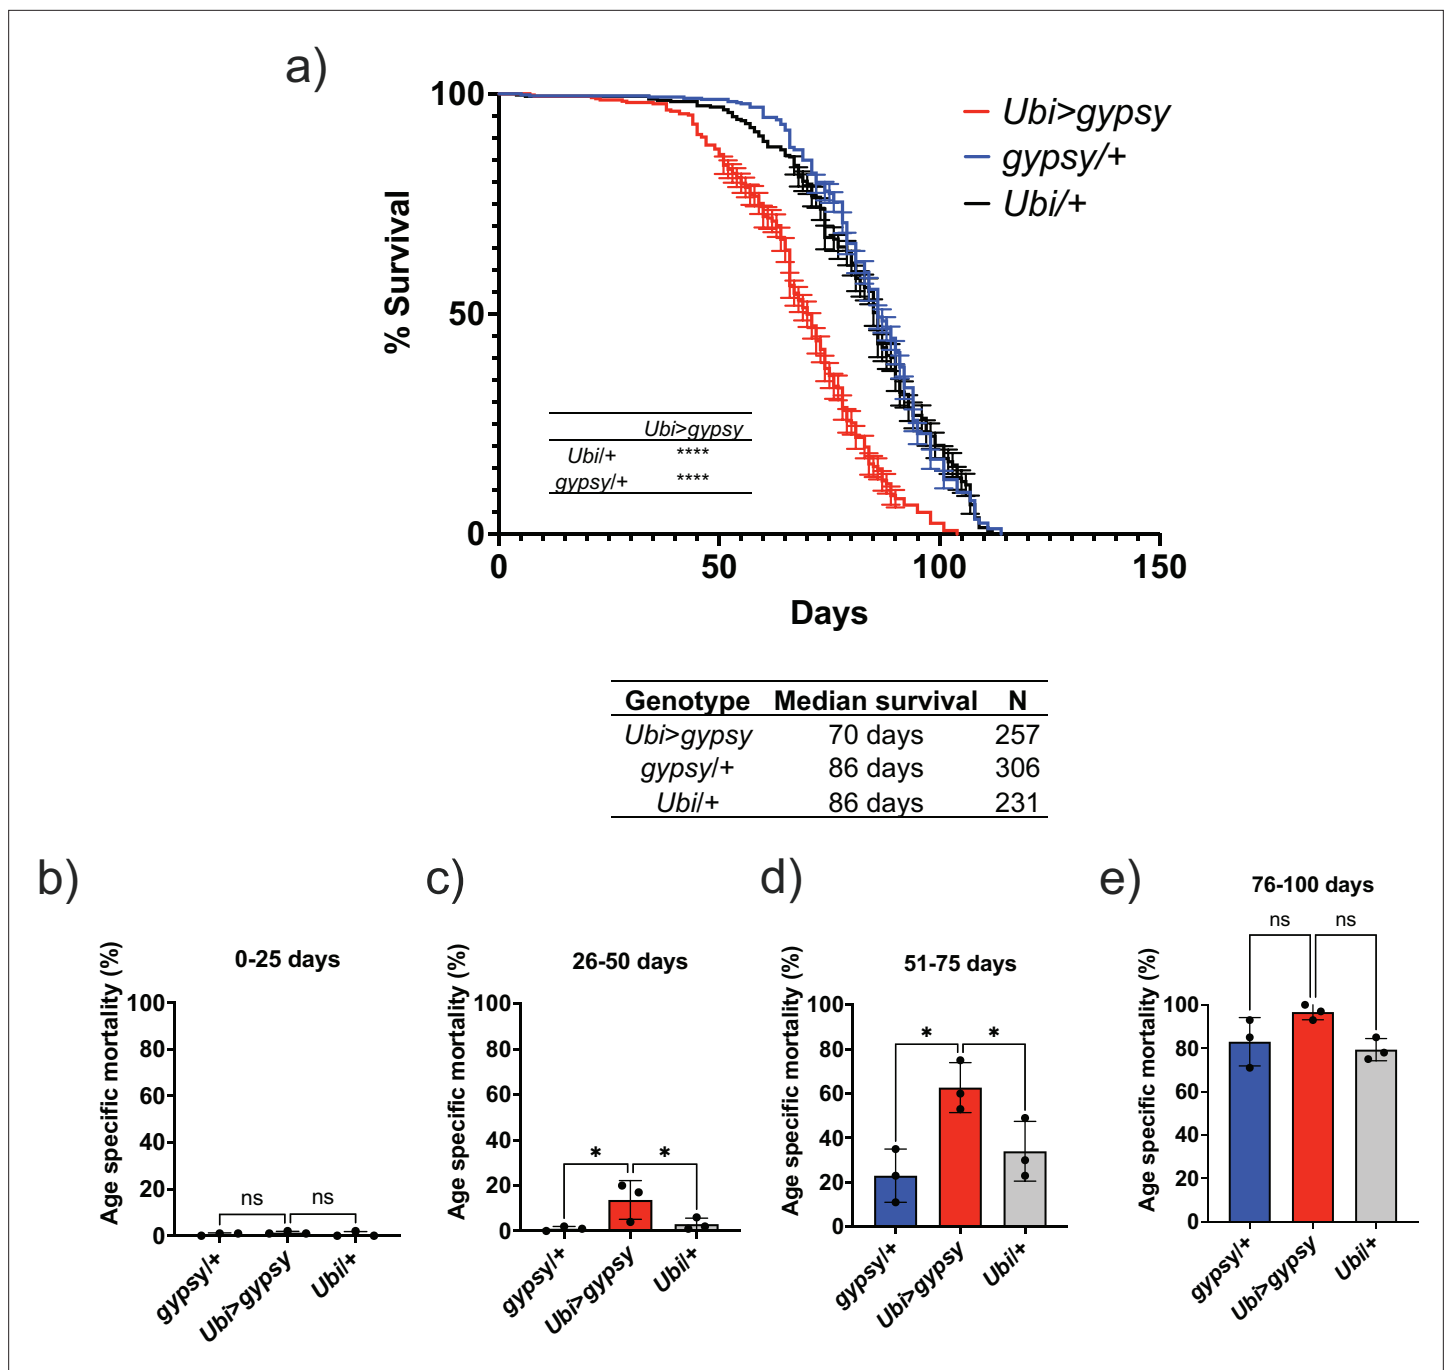 a)
100
50
0
% Survival
0 50 100 150
Days
Ubi>gypsy
gypsy/+
Ubi/+
Ubi>gypsy
Ubi/+ ****
gypsy/+ ****
Genotype Median survival N
Ubi>gypsy 70 days 257
gypsy/+ 86 days 306
Ubi/+ 86 days 231
b)
0-25 days
Age specific mortality (%)
100
80
60
40
20
0
ns ns
gypsy/+ Ubi>gypsy Ubi/+
c)
26-50 days
Age specific mortality (%)
100
80
60
40
20
0
* *
gypsy/+ Ubi>gypsy Ubi/+
d)
51-75 days
Age specific mortality (%)
100
80
60
40
20
0
* *
gypsy/+ Ubi>gypsy Ubi/+
e)
76-100 days
Age specific mortality (%)
100
80
60
40
20
0
ns ns
gypsy/+ Ubi>gypsy Ubi/+